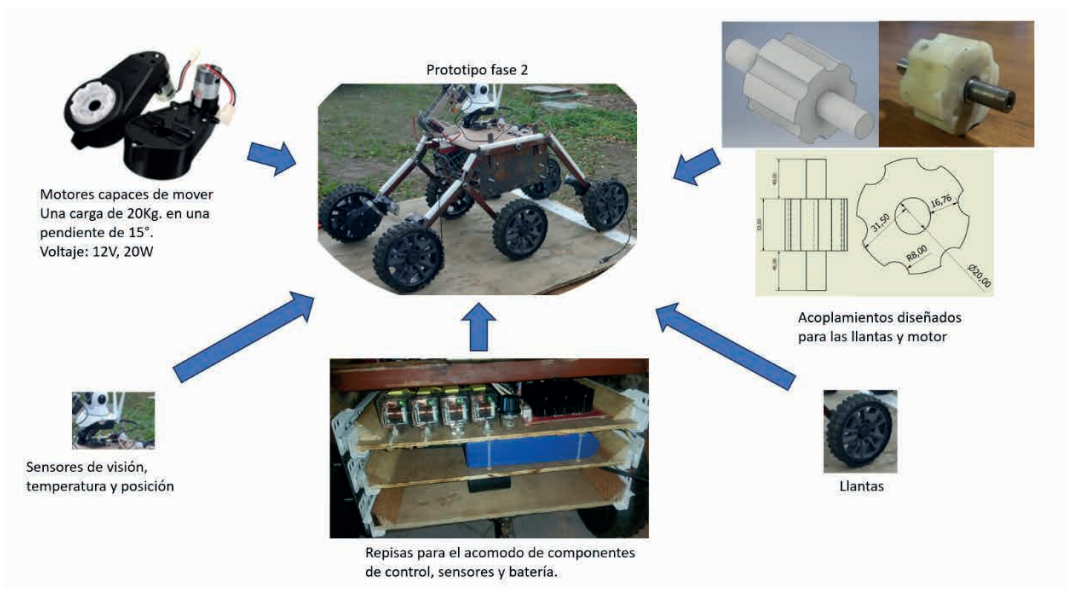 Prototipo fase 2
Motores capaces de mover
Una carga de 20Kg. en una
pendiente de 15°.
Voltaje: 12V, 20W
31,50
16,76
R8,00
Ø20,00
Acoplamientos diseñados
para las llantas y motor
Sensores de visión,
temperatura y posición
Llantas
Repisas para el acomodo de componentes
de control, sensores y batería.